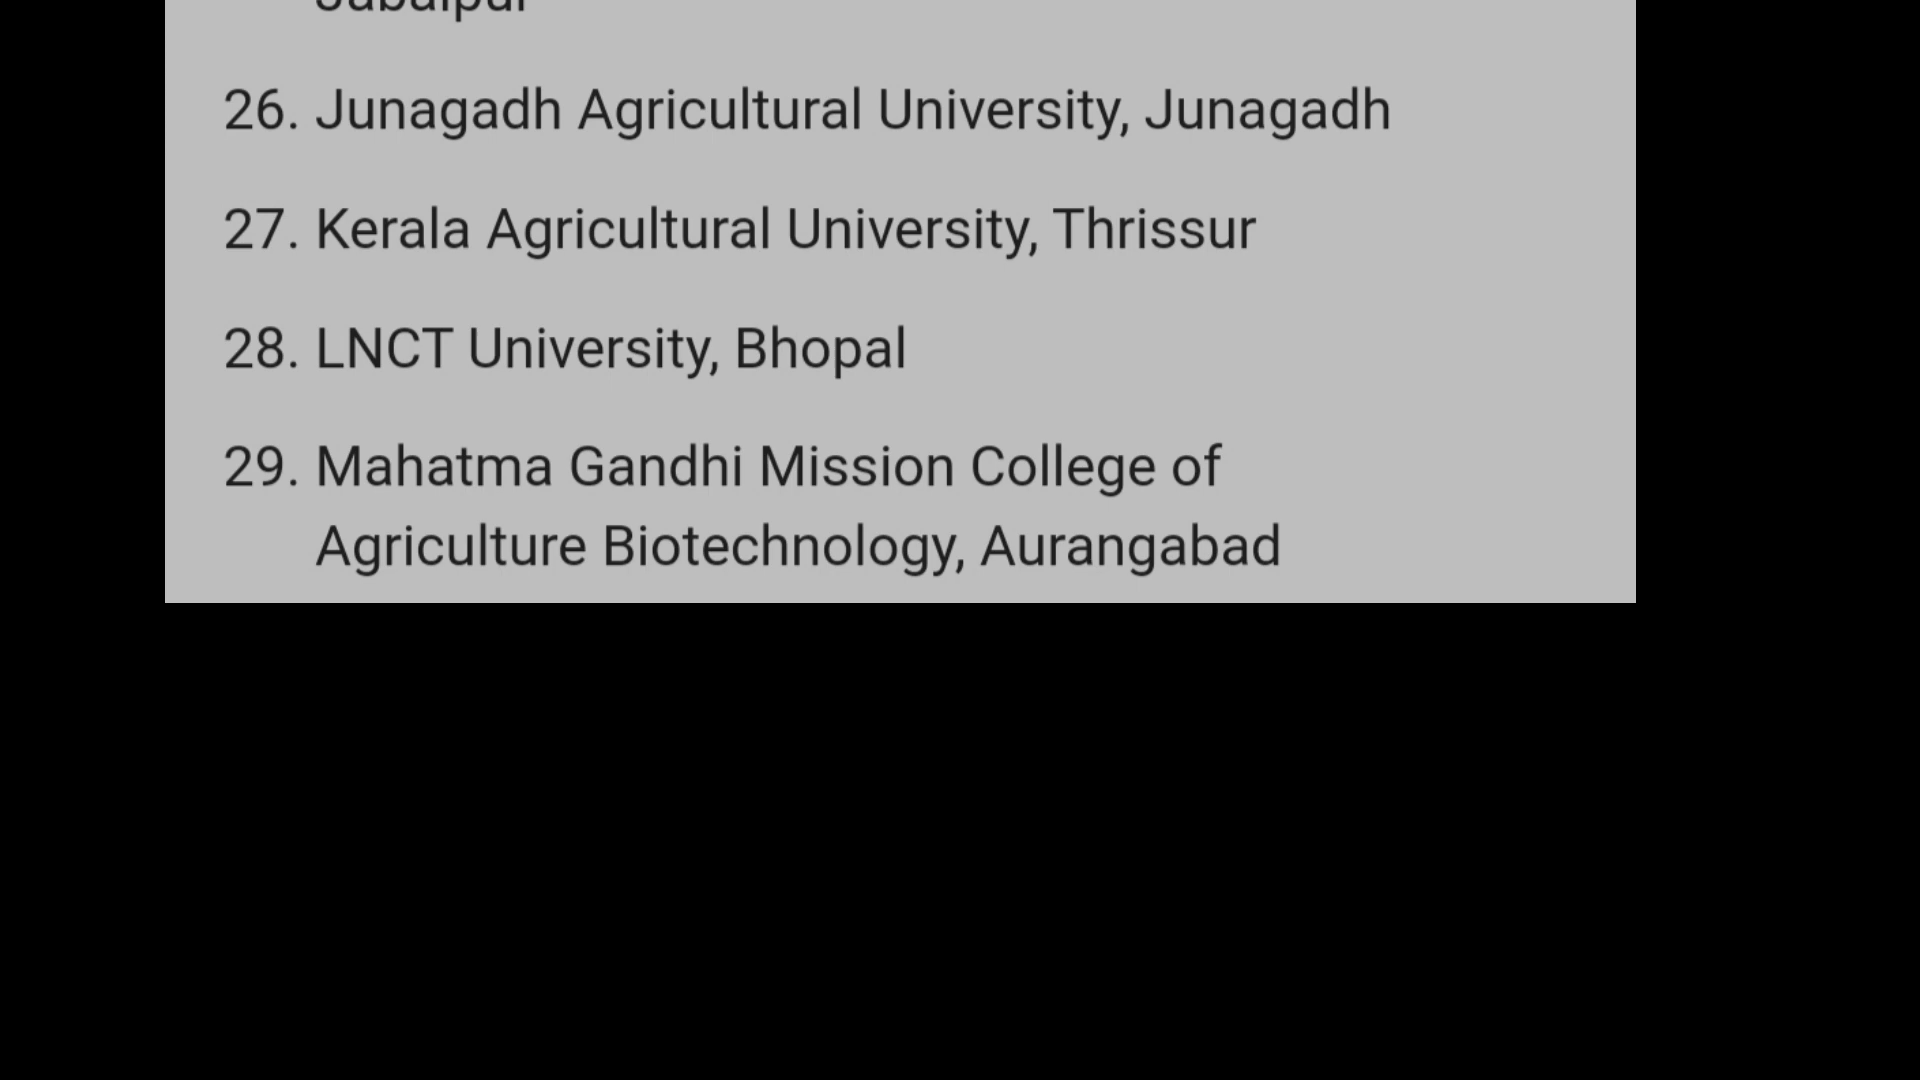 Jabalpur
26. Junagadh Agricultural University, Junagadh
27. Kerala Agricultural University, Thrissur
28. LNCT University, Bhopal
29. Mahatma Gandhi Mission College of
Agriculture Biotechnology, Aurangabad